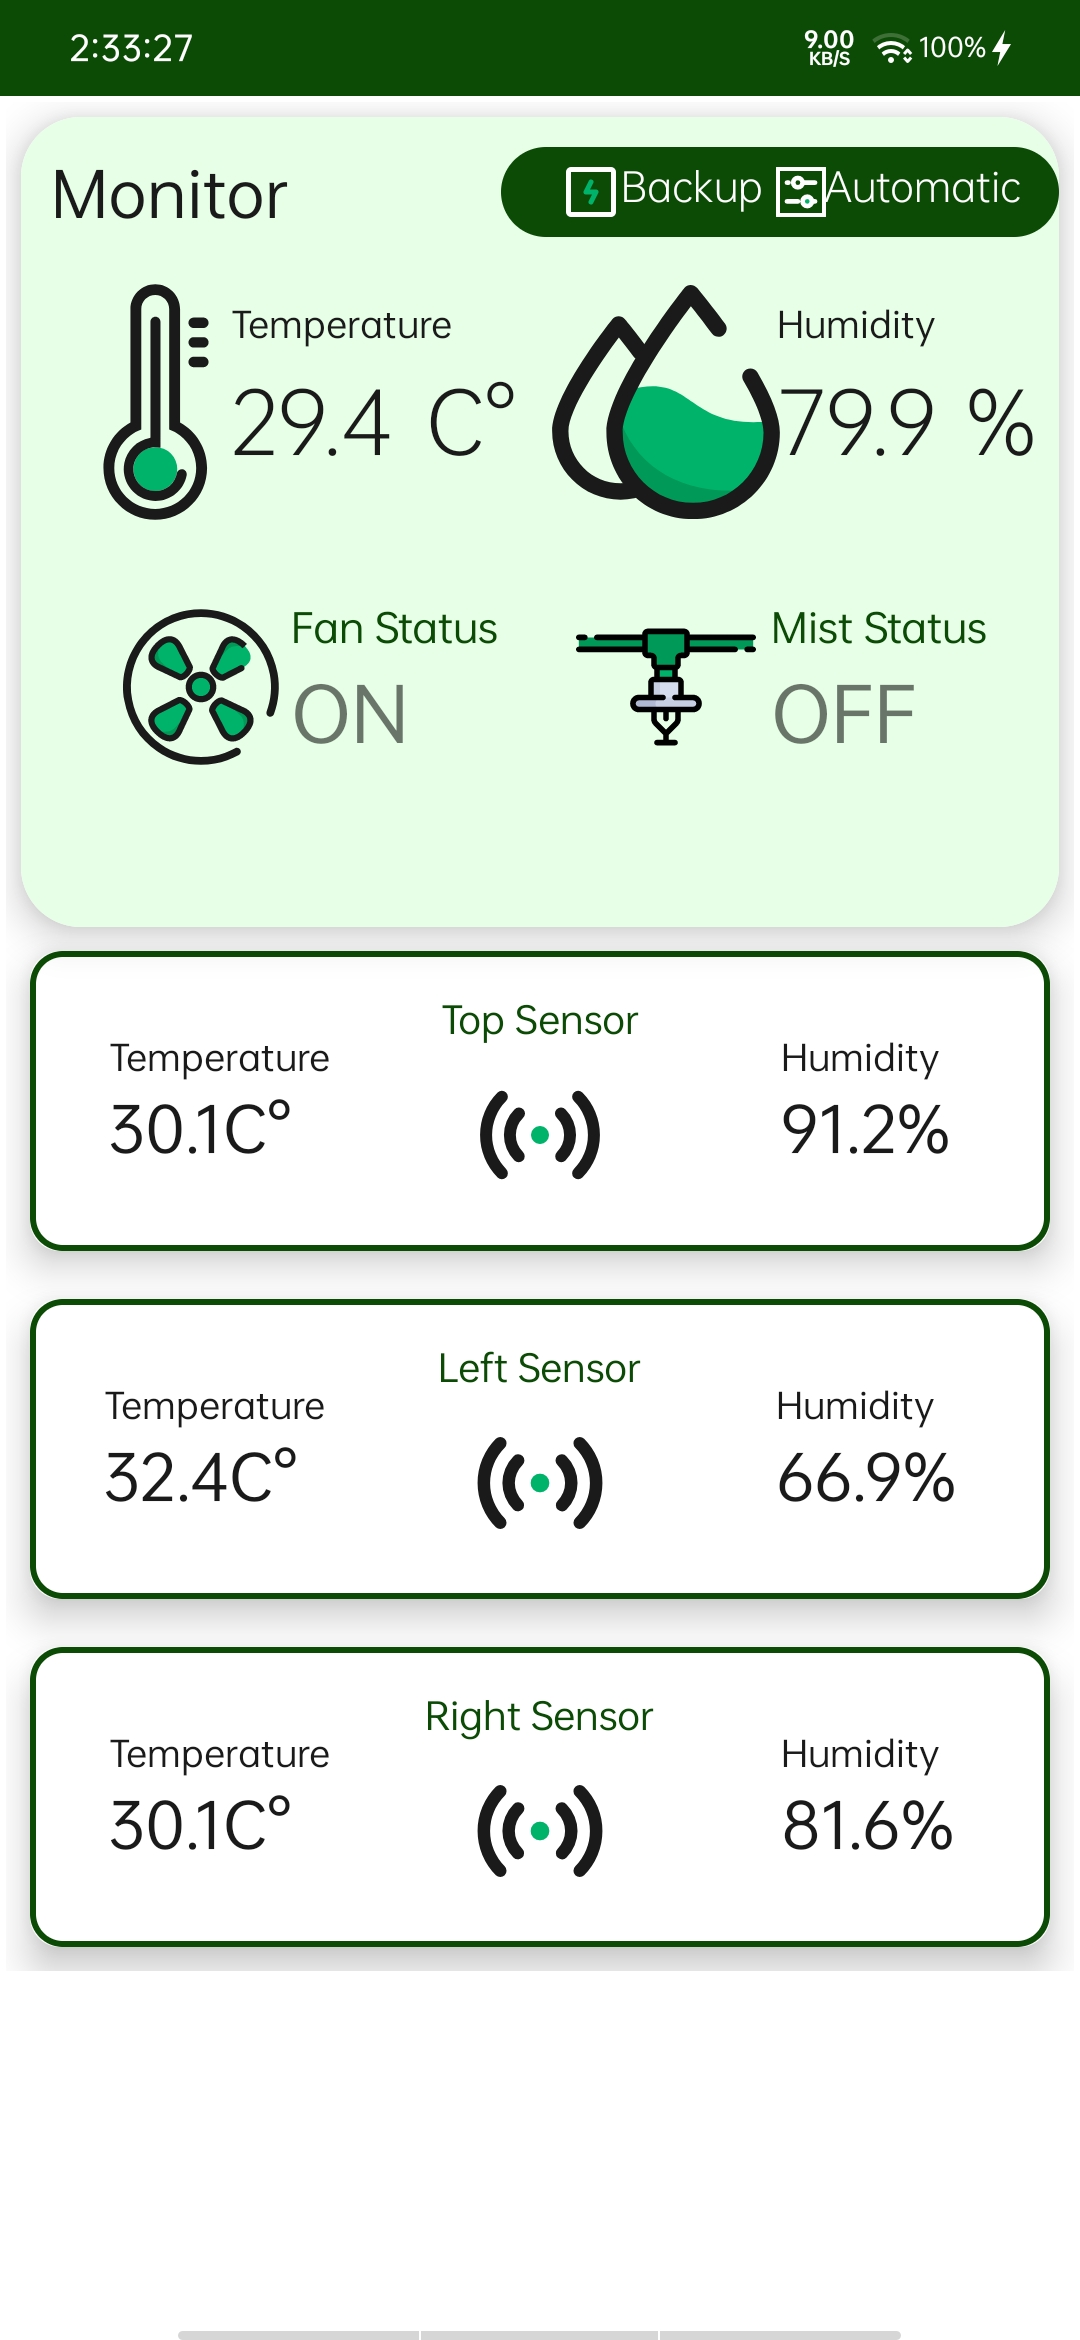 2:33:27 9.00 KB/S 100%
Monitor Backup Automatic
Temperature Humidity
29.4 C° 79.9 %
Fan Status Mist Status
ON OFF
Top Sensor
Temperature Humidity
30.1C° 91.2%
Left Sensor
Temperature Humidity
32.4C° 66.9%
Right Sensor
Temperature Humidity
30.1C° 81.6%